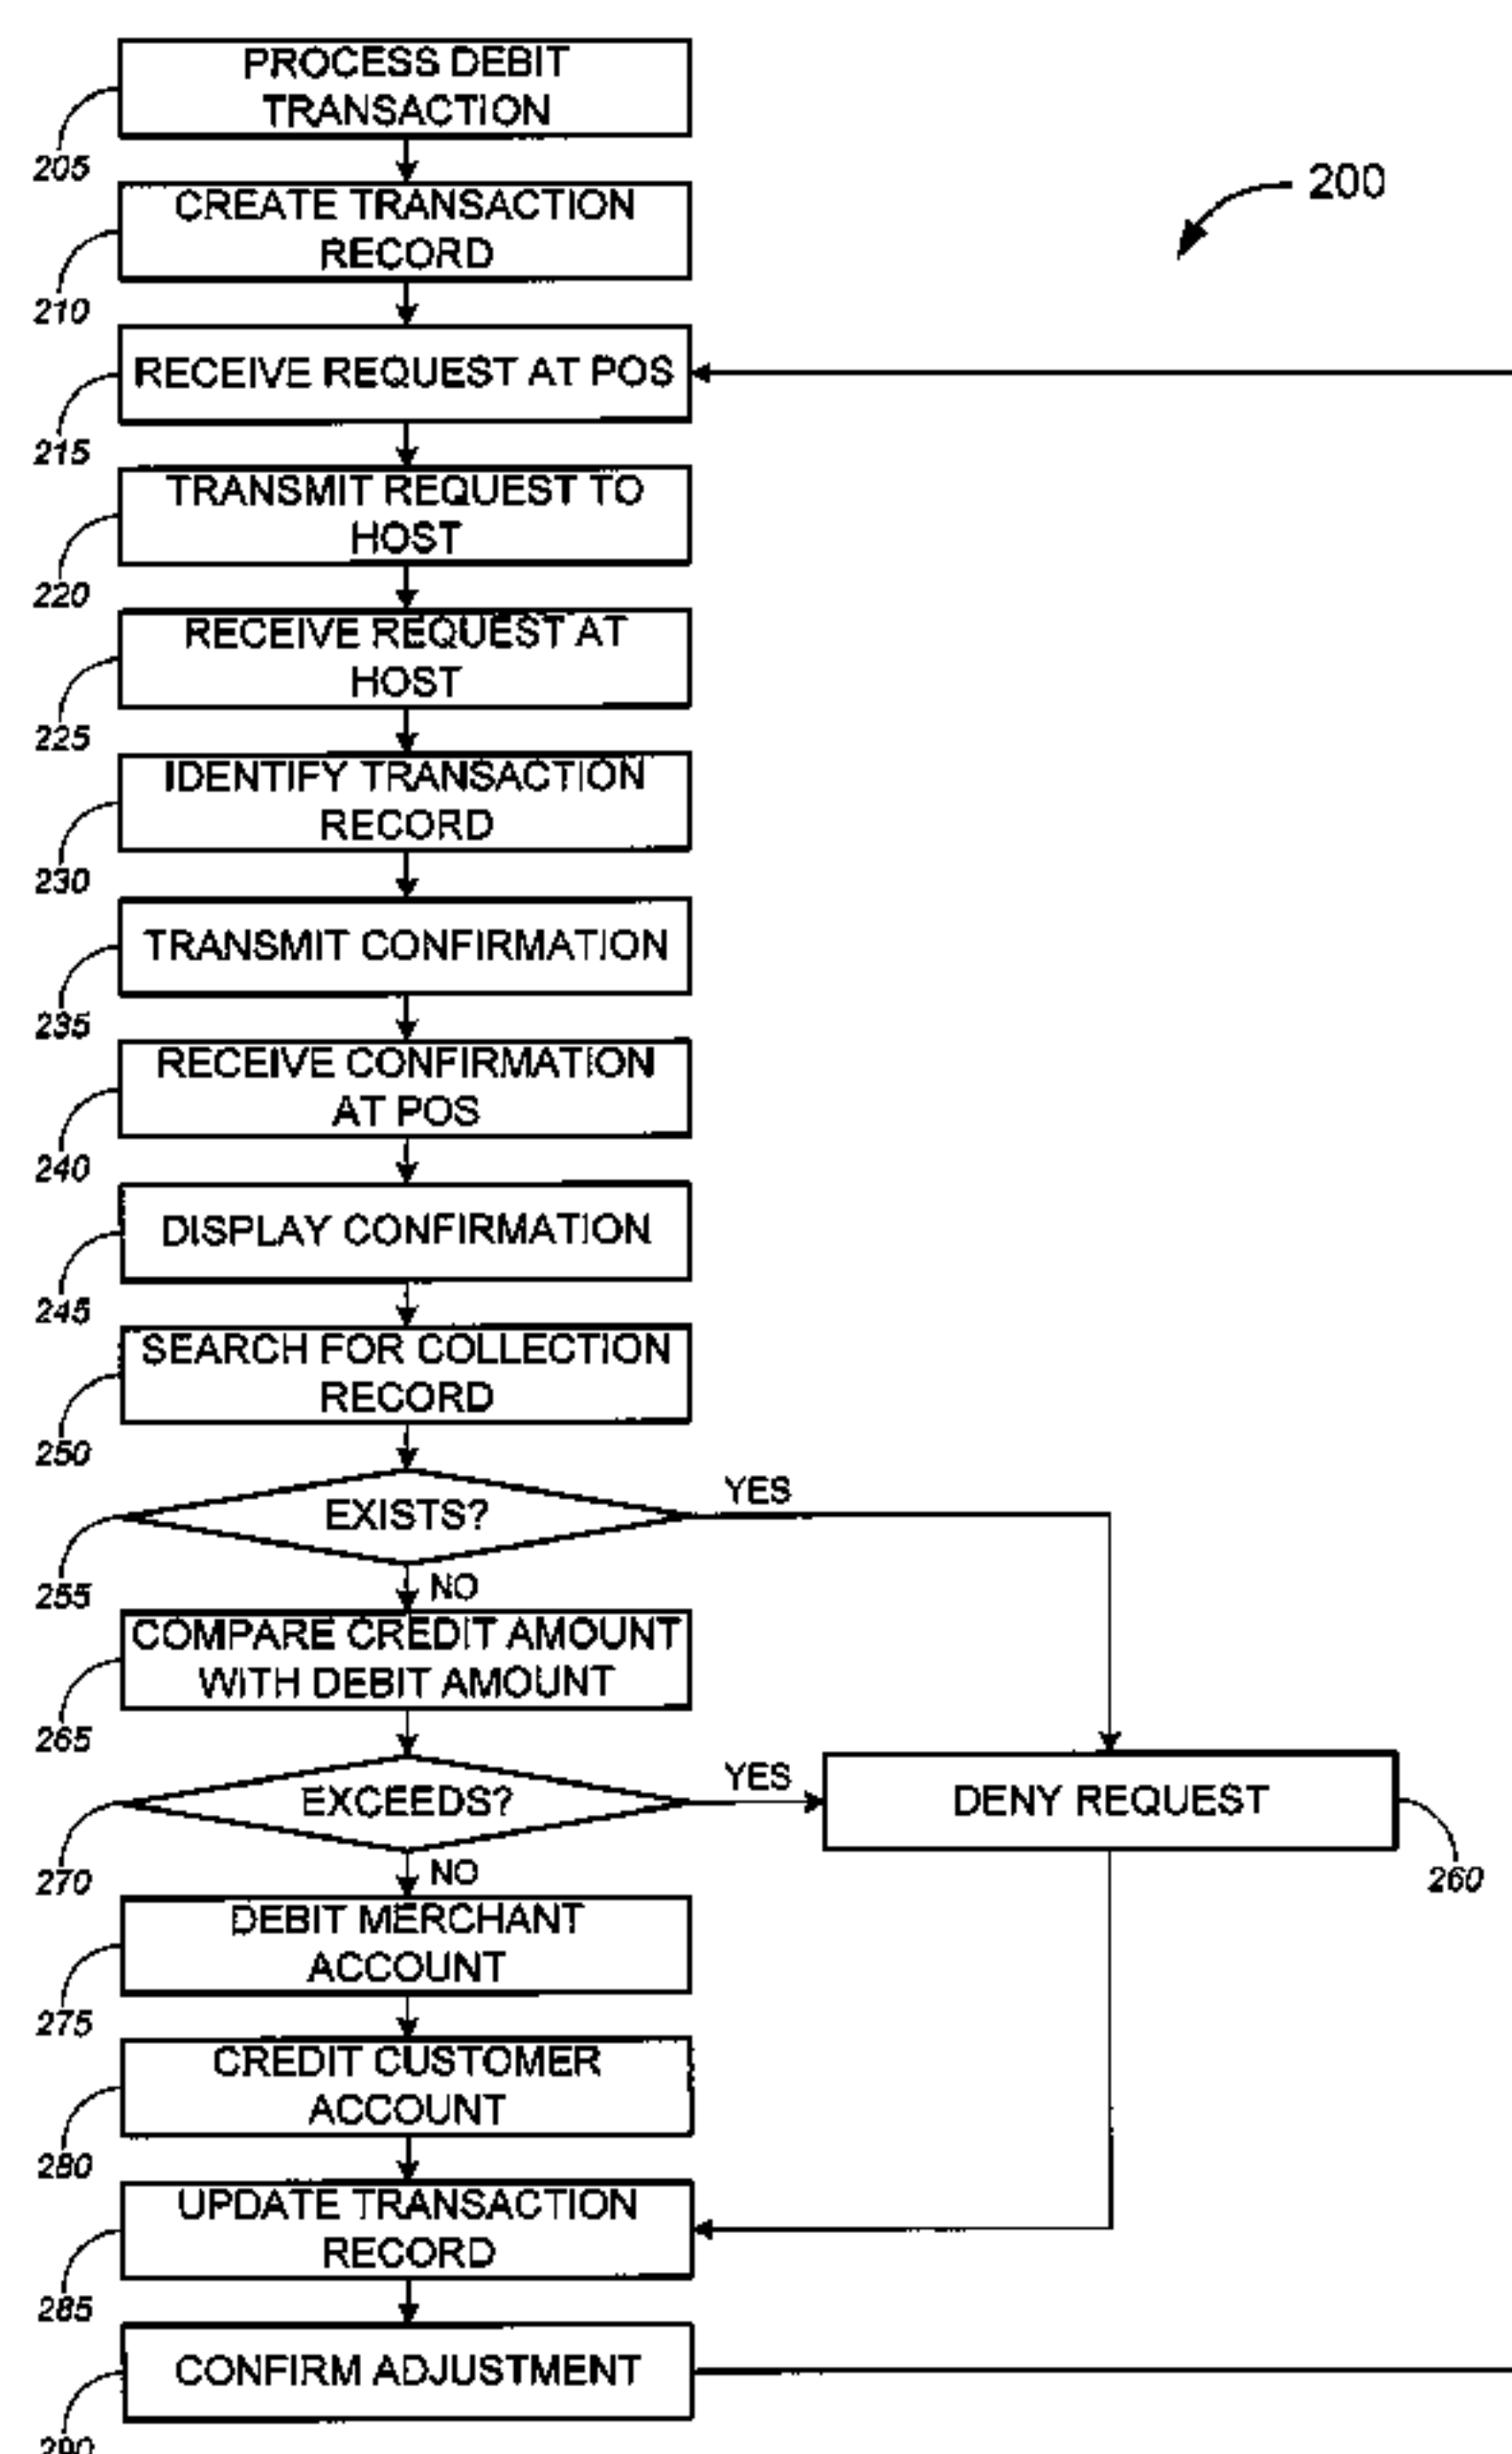 PROCESS DEBIT
TRANSACTION
205
200
CREATE TRANSACTION
RECORD
210
RECEIVE REQUEST AT POS
215
TRANSMIT REQUEST TO
HOST
220
RECEIVE REQUEST AT
HOST
225
IDENTIFY TRANSACTION
RECORD
230
TRANSMIT CONFIRMATION
235
RECEIVE CONFIRMATION
AT POS
240
DISPLAY CONFIRMATION
245
SEARCH FOR COLLECTION
RECORD
250
YES
EXISTS?
255
NO
COMPARE CREDIT AMOUNT
WITH DEBIT AMOUNT
265
YES
EXCEEDS?
DENY REQUEST
270
NO
260
DEBIT MERCHANT
ACCOUNT
275
CREDIT CUSTOMER
ACCOUNT
280
UPDATE TRANSACTION
RECORD
285
CONFIRM ADJUSTMENT
290